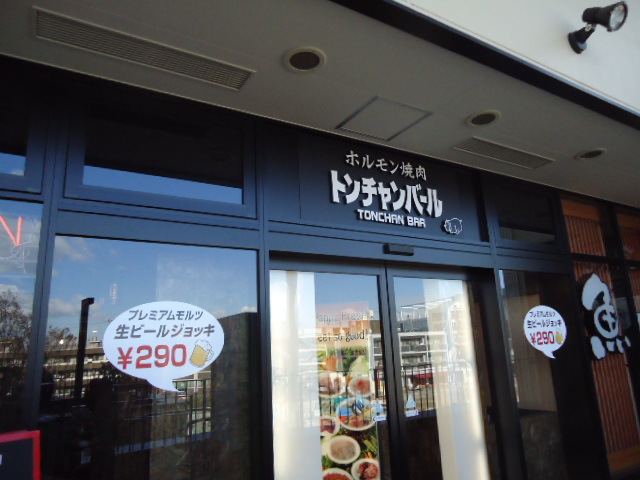 ホルモン焼肉
トンチャンバール
TONCHAN BAR
プレミアムモルツ
生ビールジョッキ
¥290
プレミアムモルツ
生ビールジョッキ
¥290